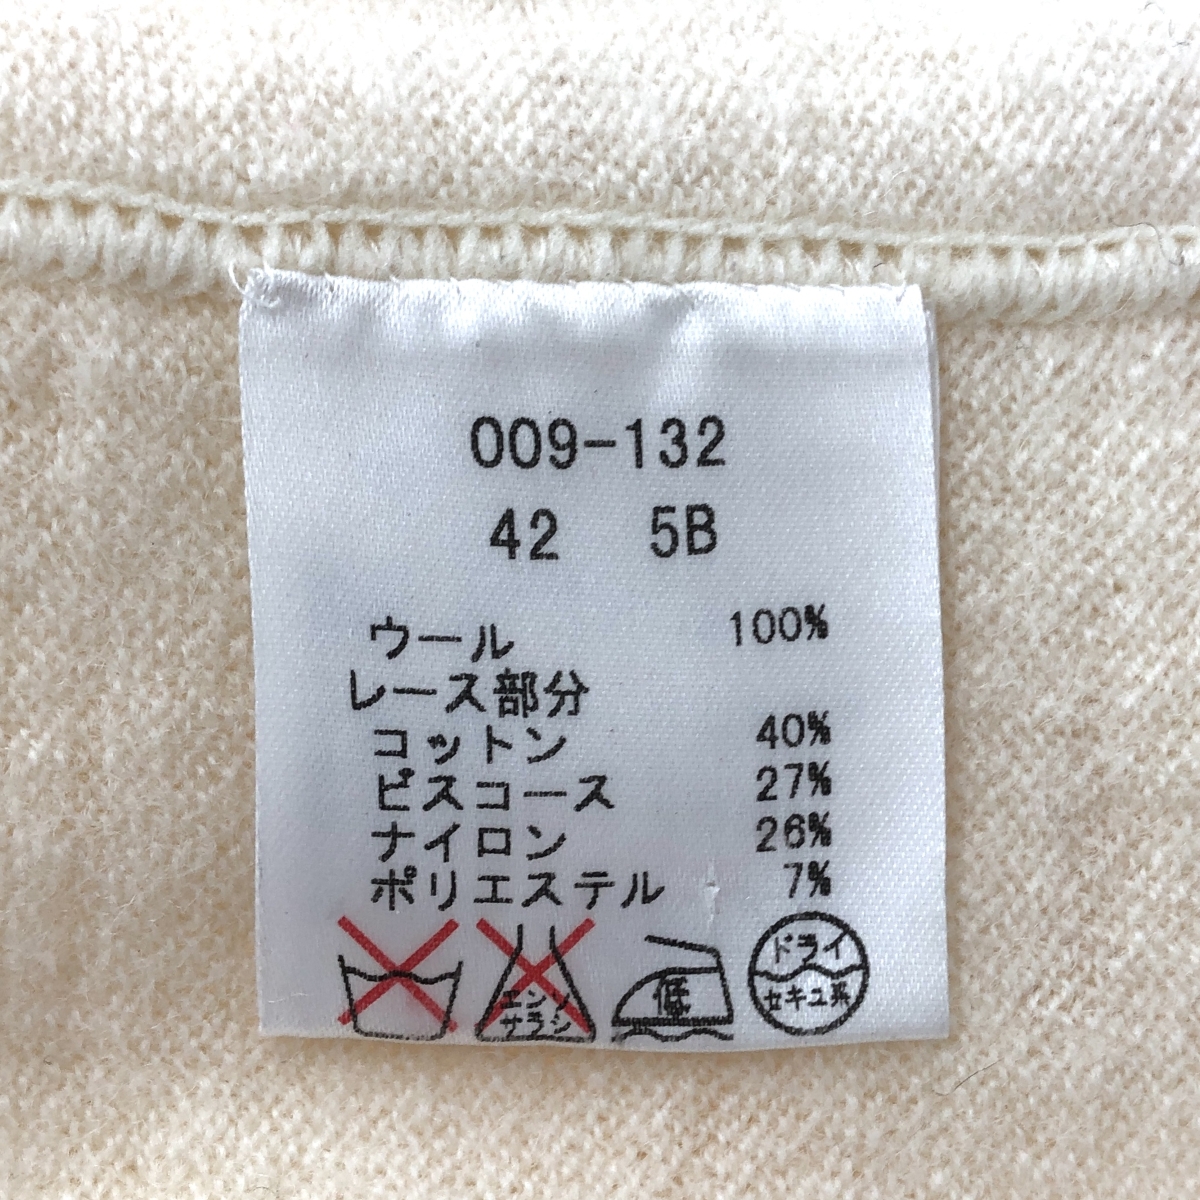 009-132
42 5B
ウール 100%
レース部分
コットン 40%
ビスコース 27%
ナイロン 26%
ポリエステル 7%
エンソ
サラシ
低
ドライ
セキユ系